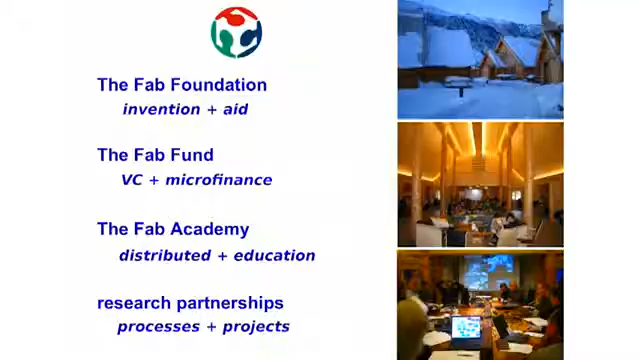 The Fab Foundation
invention + aid
The Fab Fund
VC + microfinance
The Fab Academy
distributed + education
research partnerships
processes + projects